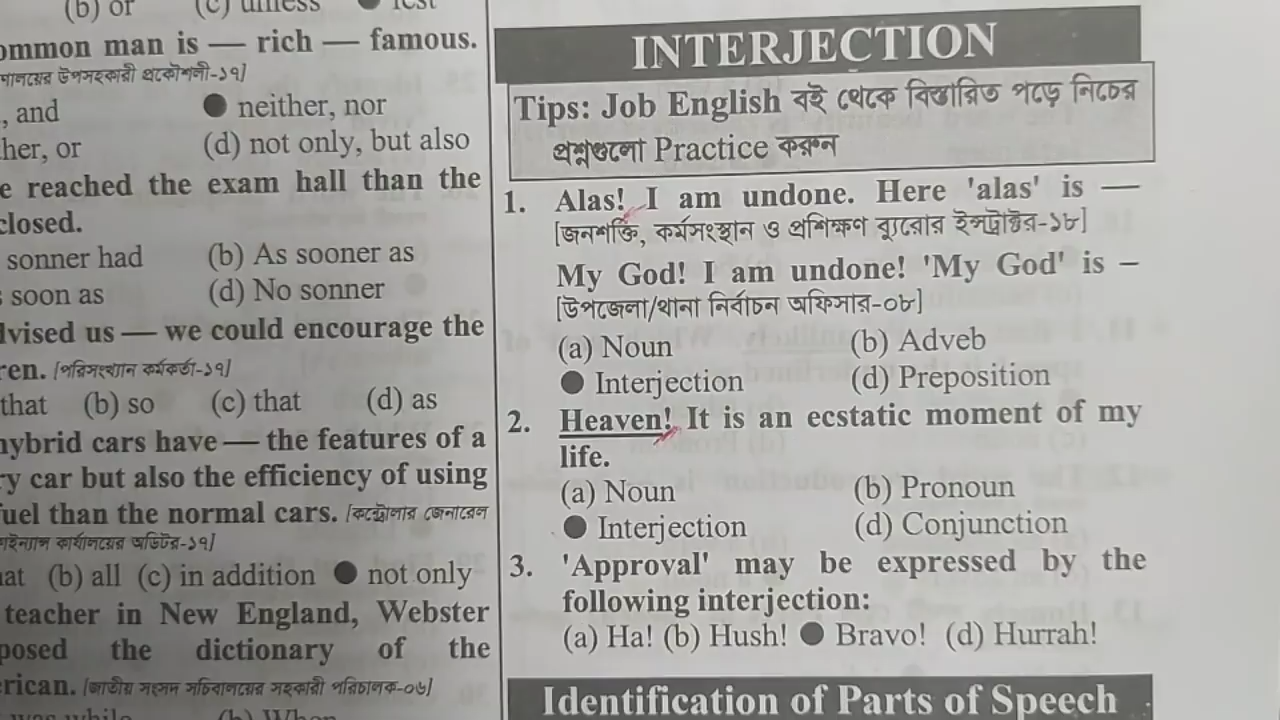 (b) or (c) unless ● Test
ommon man is — rich — famous.
পালয়ের উপসহকারী প্রকৌশলী-১৭]
, and ● neither, nor
her, or (d) not only, but also
e reached the exam hall than the
closed.
sonner had (b) As sooner as
soon as (d) No sonner
lvised us — we could encourage the
ren. [পরিসংখ্যান কর্মকর্তা-১৭]
that (b) so (c) that (d) as
hybrid cars have — the features of a
ry car but also the efficiency of using
fuel than the normal cars. [কন্ট্রোলার জেনারেল
কার্যালয়ের অডিটর-১৭]
hat (b) all (c) in addition ● not only
teacher in New England, Webster
posed the dictionary of the
rican. [জাতীয় সংসদ সচিবালয়ের সহকারী পরিচালক-০৬]
was while (b) When
INTERJECTION
Tips: Job English বই থেকে বিস্তারিত পড়ে নিচের
প্রশ্নগুলো Practice করুন
1. Alas! I am undone. Here 'alas' is —
[জনশক্তি, কর্মসংস্থান ও প্রশিক্ষণ ব্যুরোর ইন্সট্রাক্টর-১৮]
My God! I am undone! 'My God' is –
[উপজেলা/থানা নির্বাচন অফিসার-০৮]
(a) Noun (b) Adveb
● Interjection (d) Preposition
2. Heaven! It is an ecstatic moment of my
life.
(a) Noun (b) Pronoun
● Interjection (d) Conjunction
3. 'Approval' may be expressed by the
following interjection:
(a) Ha! (b) Hush! ● Bravo! (d) Hurrah!
Identification of Parts of Speech